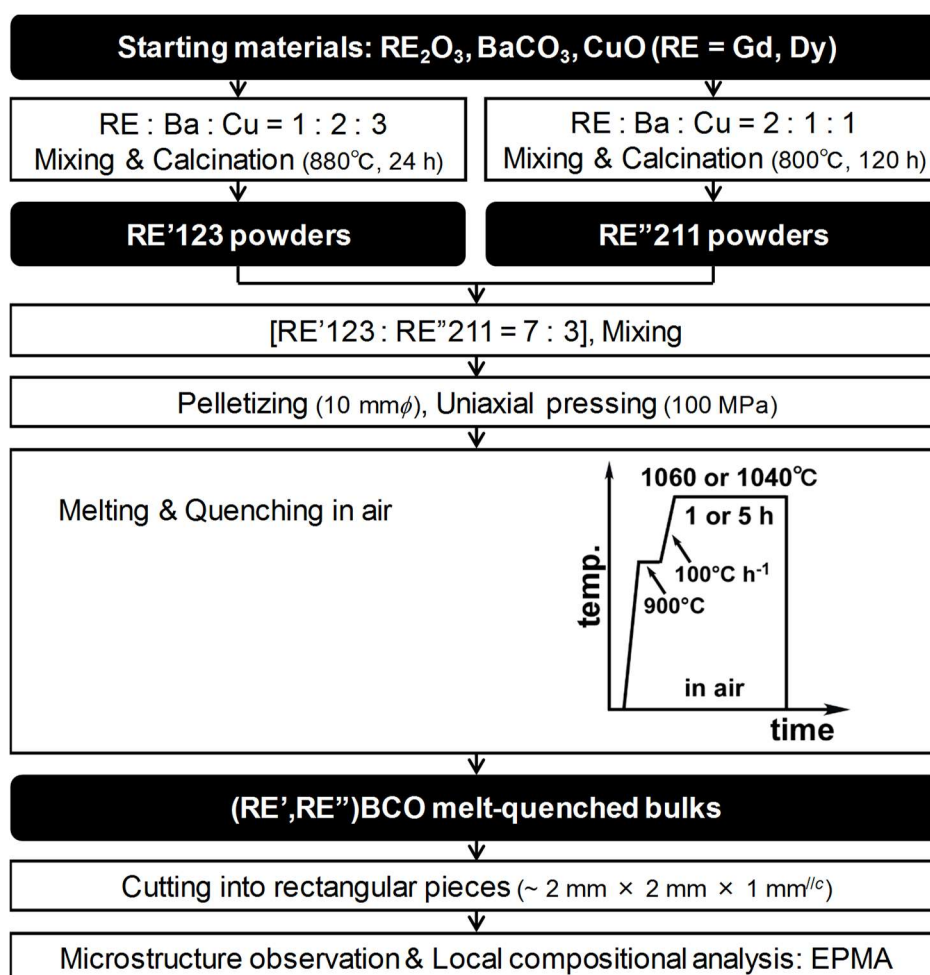 Starting materials: RE₂O₃, BaCO₃, CuO (RE = Gd, Dy)
RE : Ba : Cu = 1 : 2 : 3
Mixing & Calcination (880℃, 24 h)
RE : Ba : Cu = 2 : 1 : 1
Mixing & Calcination (800℃, 120 h)
RE’123 powders
RE”211 powders
[RE’123 : RE”211 = 7 : 3], Mixing
Pelletizing (10 mmϕ), Uniaxial pressing (100 MPa)
Melting & Quenching in air
1060 or 1040℃
1 or 5 h
100°C h⁻¹
900°C
temp.
in air
time
(RE’,RE”)BCO melt-quenched bulks
Cutting into rectangular pieces (~ 2 mm × 2 mm × 1 mm//c)
Microstructure observation & Local compositional analysis: EPMA